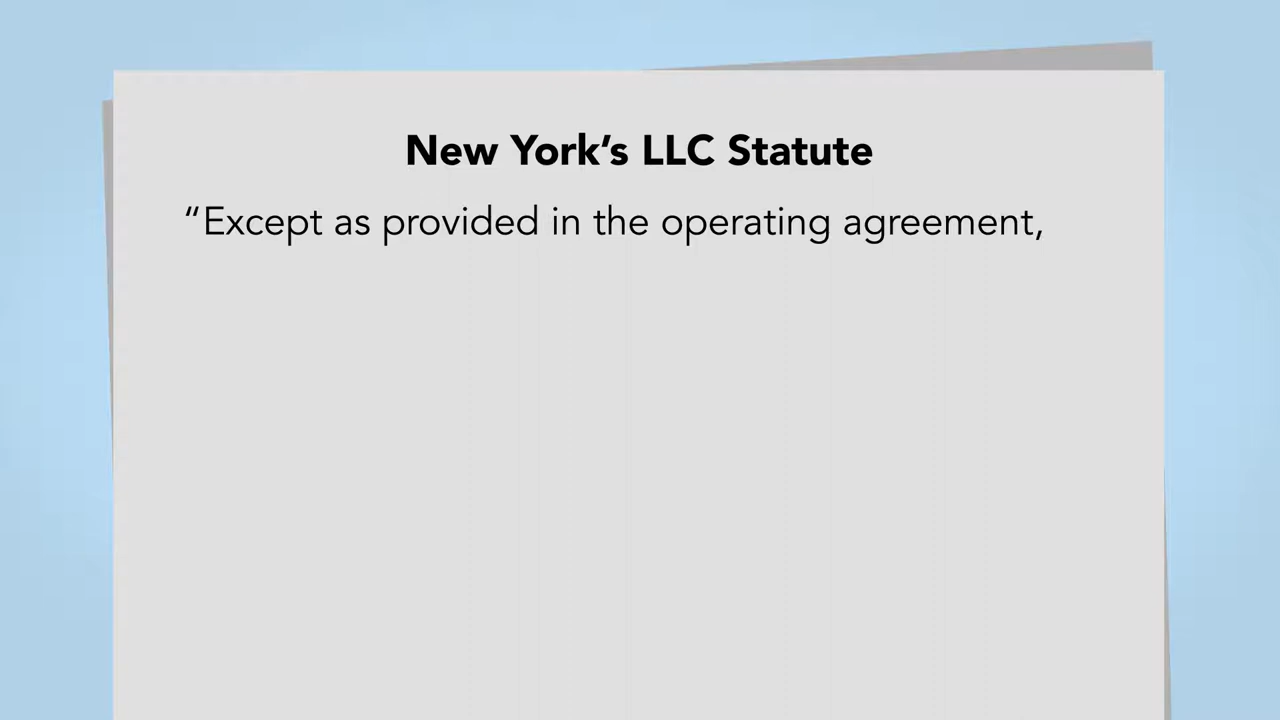 New York’s LLC Statute
“Except as provided in the operating agreement,